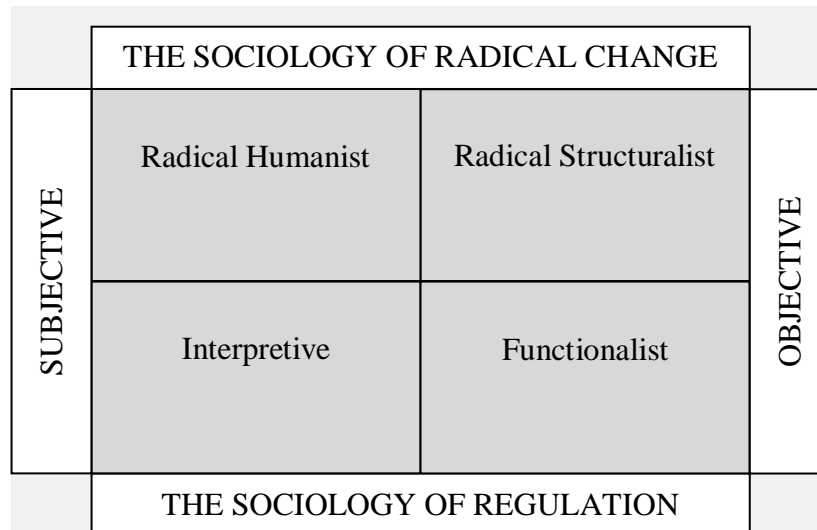 THE SOCIOLOGY OF RADICAL CHANGE
SUBJECTIVE
Radical Humanist
Radical Structuralist
OBJECTIVE
Interpretive
Functionalist
THE SOCIOLOGY OF REGULATION